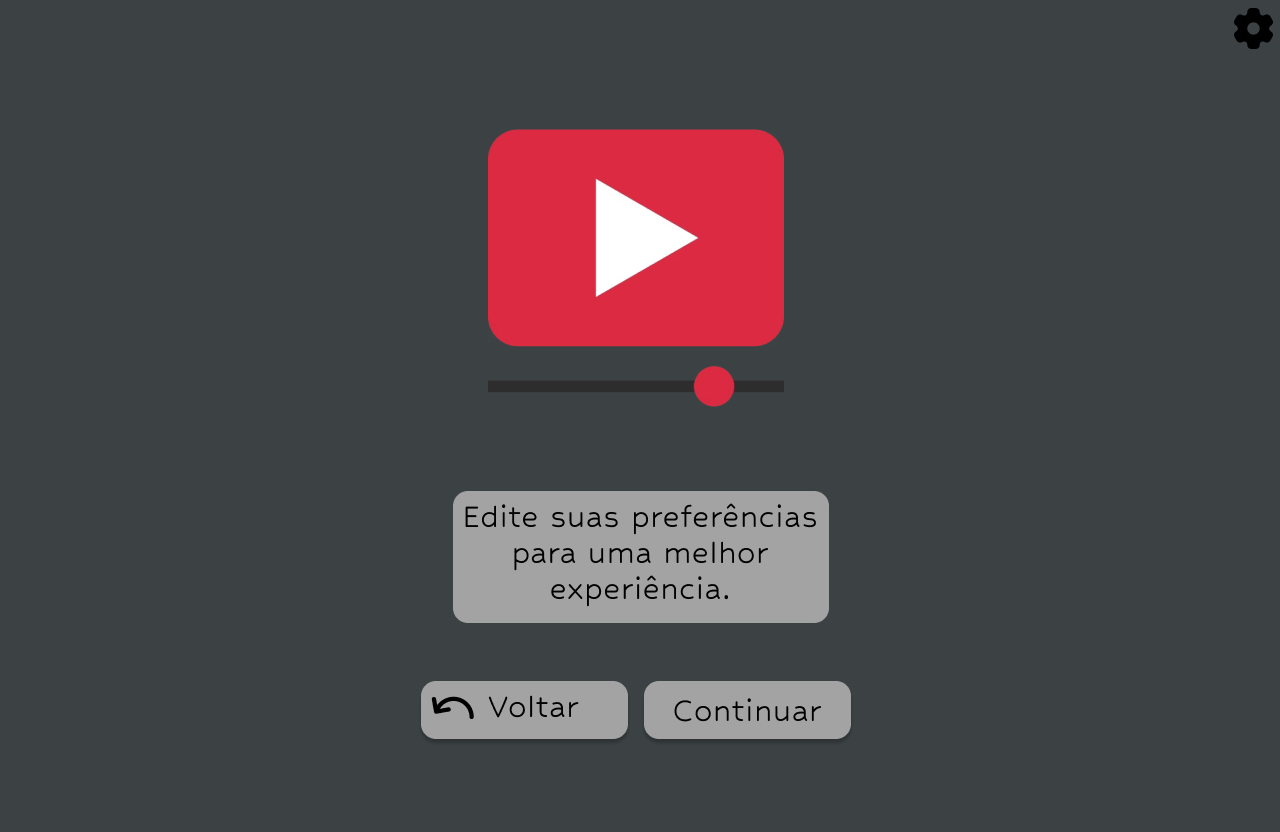 Edite suas preferências
para uma melhor
experiência.
Voltar
Continuar